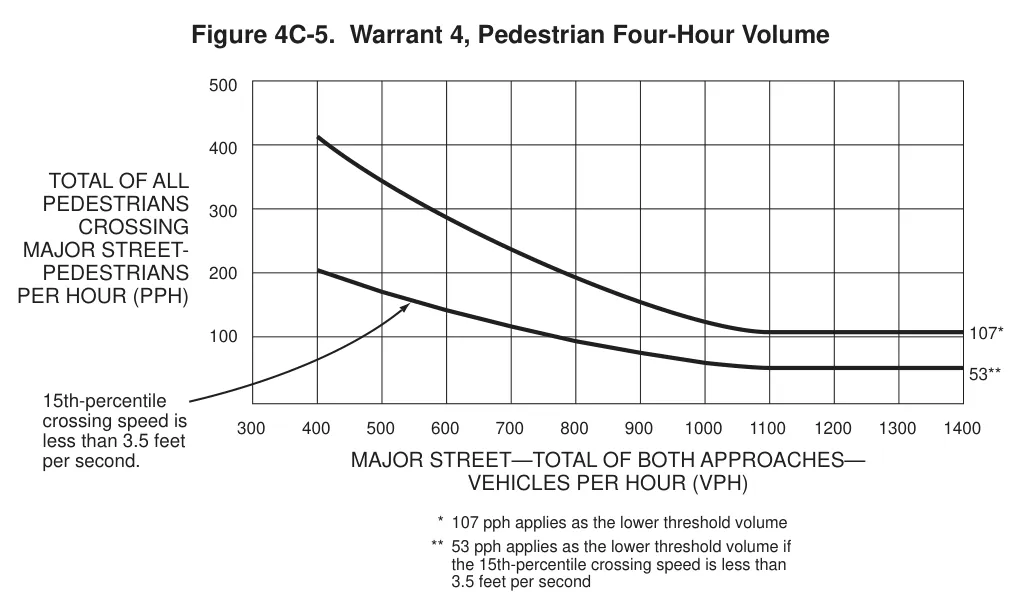 Figure 4C-5.  Warrant 4, Pedestrian Four-Hour Volume
TOTAL OF ALL
PEDESTRIANS
CROSSING
MAJOR STREET-
PEDESTRIANS
PER HOUR (PPH)
500
400
300
200
100
107*
53**
15th-percentile
crossing speed is
less than 3.5 feet
per second.
300 400 500 600 700 800 900 1000 1100 1200 1300 1400
MAJOR STREET—TOTAL OF BOTH APPROACHES—
VEHICLES PER HOUR (VPH)
* 107 pph applies as the lower threshold volume
** 53 pph applies as the lower threshold volume if
the 15th-percentile crossing speed is less than
3.5 feet per second